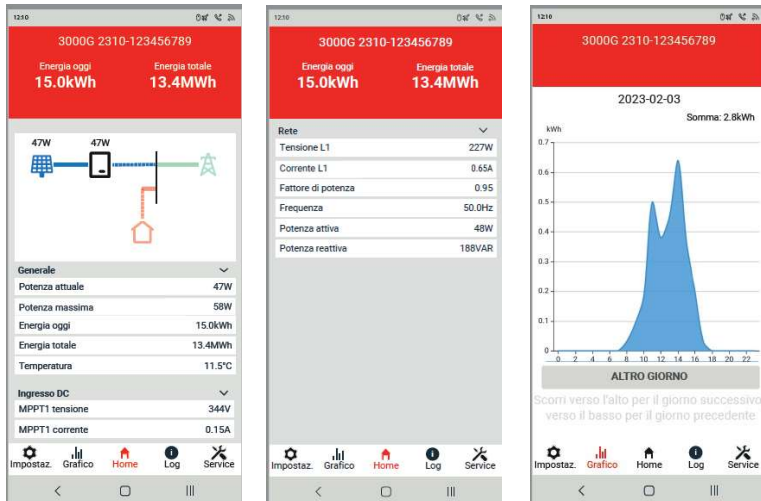 12:10
3000G 2310-123456789
Energia oggi Energia totale
15.0kWh 13.4MWh
47W 47W
Generale
Potenza attuale 47W
Potenza massima 58W
Energia oggi 15.0kWh
Energia totale 13.4MWh
Temperatura 11.5°C
Ingresso DC
MPPT1 tensione 344V
MPPT1 corrente 0.15A
Impostaz. Grafico Home Log Service
12:10
3000G 2310-123456789
Energia oggi Energia totale
15.0kWh 13.4MWh
Rete
Tensione L1 227W
Corrente L1 0.65A
Fattore di potenza 0.95
Frequenza 50.0Hz
Potenza attiva 48W
Potenza reattiva 188VAR
Impostaz. Grafico Home Log Service
12:10
3000G 2310-123456789
2023-02-03
Somma: 2.8kWh
kWh
0.7
0.6
0.5
0.4
0.3
0.2
0.1
0
0 2 4 6 8 10 12 14 16 18 20 22
ALTRO GIORNO
Scorri verso l'alto per il giorno successivo
verso il basso per il giorno precedente
Impostaz. Grafico Home Log Service